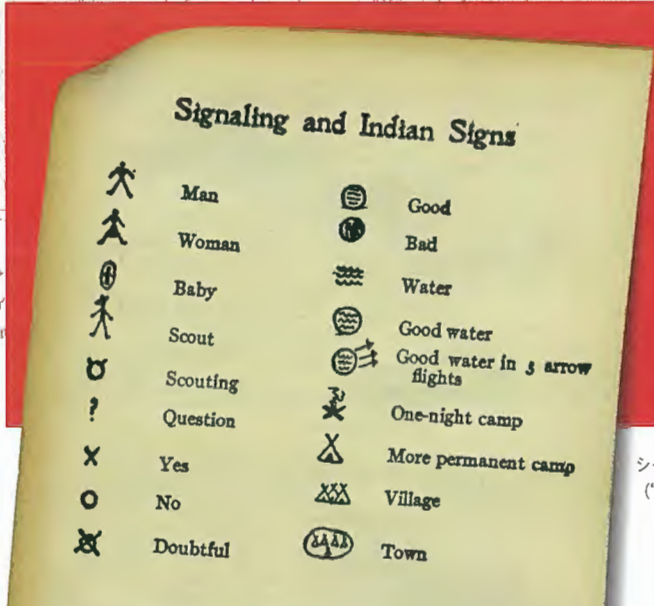 Signaling and Indian Signs
Man
Woman
Baby
Scout
Scouting
? Question
X Yes
O No
Doubtful
Good
Bad
Water
Good water
Good water in 3 arrow
flights
One-night camp
More permanent camp
Village
Town
シ
("